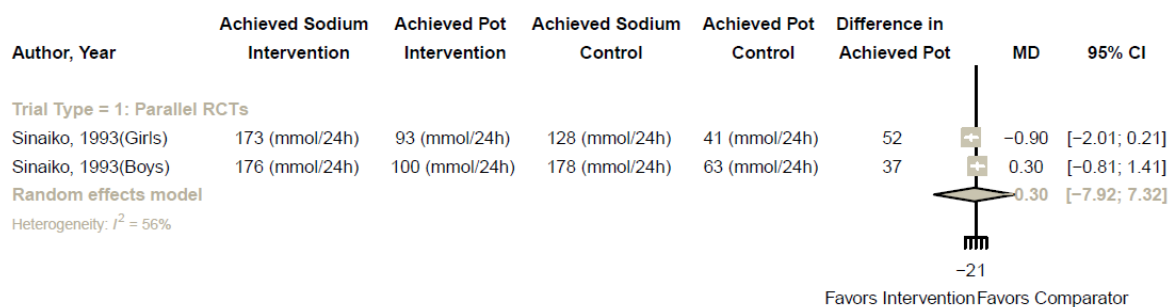 Achieved Sodium Achieved Pot Achieved Sodium Achieved Pot Difference in
Author, Year Intervention Intervention Control Control Achieved Pot MD 95% CI
Trial Type = 1: Parallel RCTs
Sinaiko, 1993(Girls) 173 (mmol/24h) 93 (mmol/24h) 128 (mmol/24h) 41 (mmol/24h) 52 −0.90 [−2.01; 0.21]
Sinaiko, 1993(Boys) 176 (mmol/24h) 100 (mmol/24h) 178 (mmol/24h) 63 (mmol/24h) 37 0.30 [−0.81; 1.41]
Random effects model −0.30 [−7.92; 7.32]
Heterogeneity: I² = 56%
−21
Favors Intervention Favors Comparator